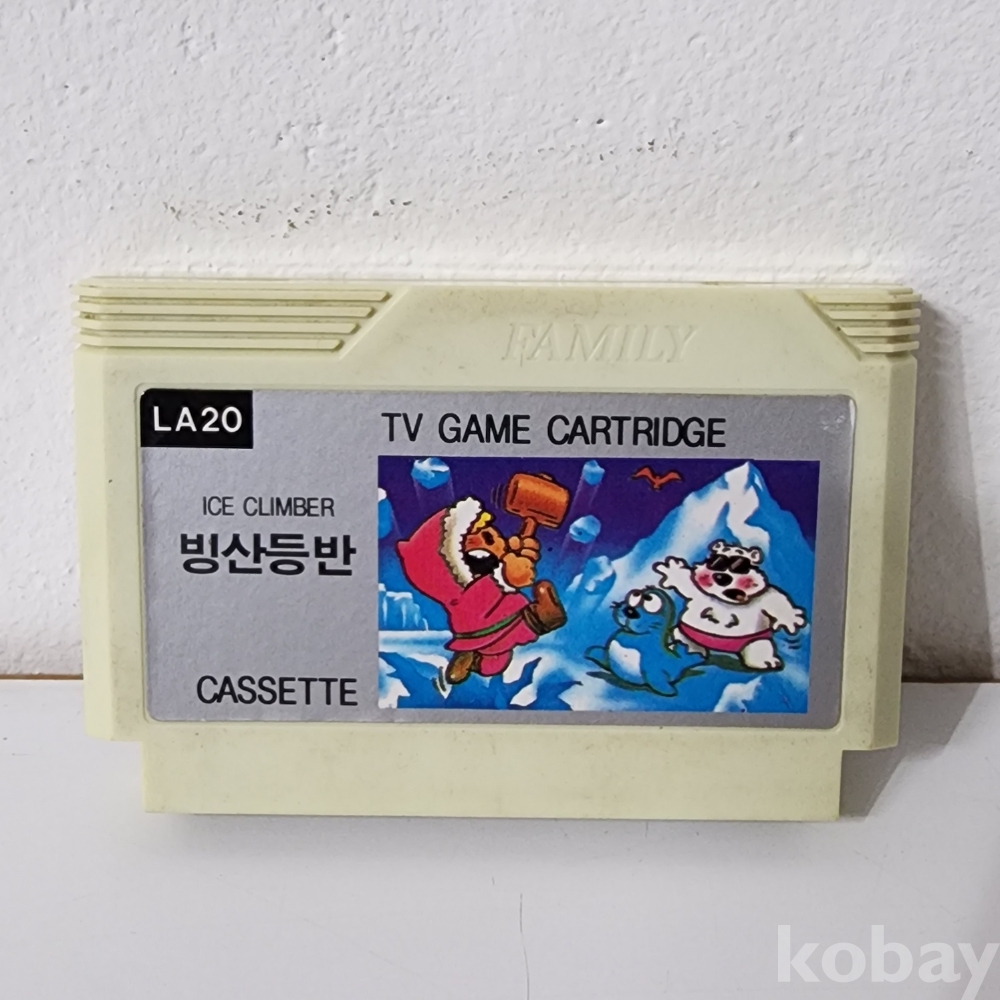 FAMILY
LA20
TV GAME CARTRIDGE
ICE CLIMBER
빙산등반
CASSETTE
kobay